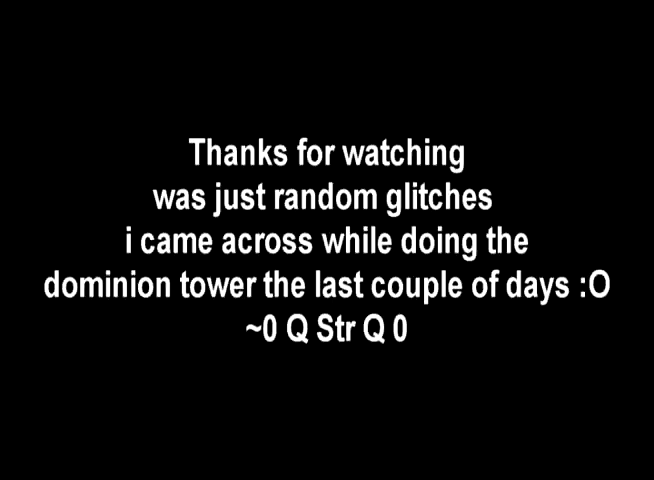 Thanks for watching
was just random glitches
i came across while doing the
dominion tower the last couple of days :O
~0 Q Str Q 0